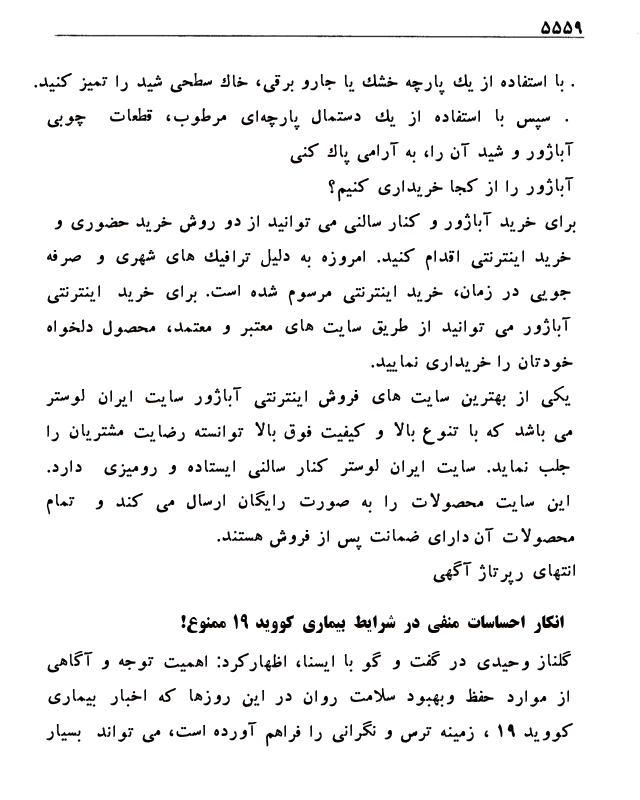 ۵۵۵۹
. با استفاده از یك پارچه خشك یا جارو برقی، خاك سطحی شید را تمیز کنید.
. سپس با استفاده از یك دستمال پارچه‌ای مرطوب، قطعات چوبی
آباژور و شید آن را، به آرامی پاك کنی
آباژور را از کجا خریداری کنیم؟
برای خرید آباژور و کنار سالنی می توانید از دو روش خرید حضوری و
خرید اینترنتی اقدام کنید. امروزه به دلیل ترافیك های شهری و صرفه
جویی در زمان، خرید اینترنتی مرسوم شده است. برای خرید اینترنتی
آباژور می توانید از طریق سایت های معتبر و معتمد، محصول دلخواه
خودتان را خریداری نمایید.
یکی از بهترین سایت های فروش اینترنتی آباژور سایت ایران لوستر
می باشد که با تنوع بالا و کیفیت فوق بالا توانسته رضایت مشتریان را
جلب نماید. سایت ایران لوستر کنار سالنی ایستاده و رومیزی دارد.
این سایت محصولات را به صورت رایگان ارسال می کند و تمام
محصولات آن دارای ضمانت پس از فروش هستند.
انتهای رپرتاژ آگهی
انکار احساسات منفی در شرایط بیماری کووید ۱۹ ممنوع!
گلناز وحیدی در گفت و گو با ایسنا، اظهارکرد: اهمیت توجه و آگاهی
از موارد حفظ وبهبود سلامت روان در این روزها که اخبار بیماری
کووید ۱۹ ، زمینه ترس و نگرانی را فراهم آورده است، می تواند بسیار